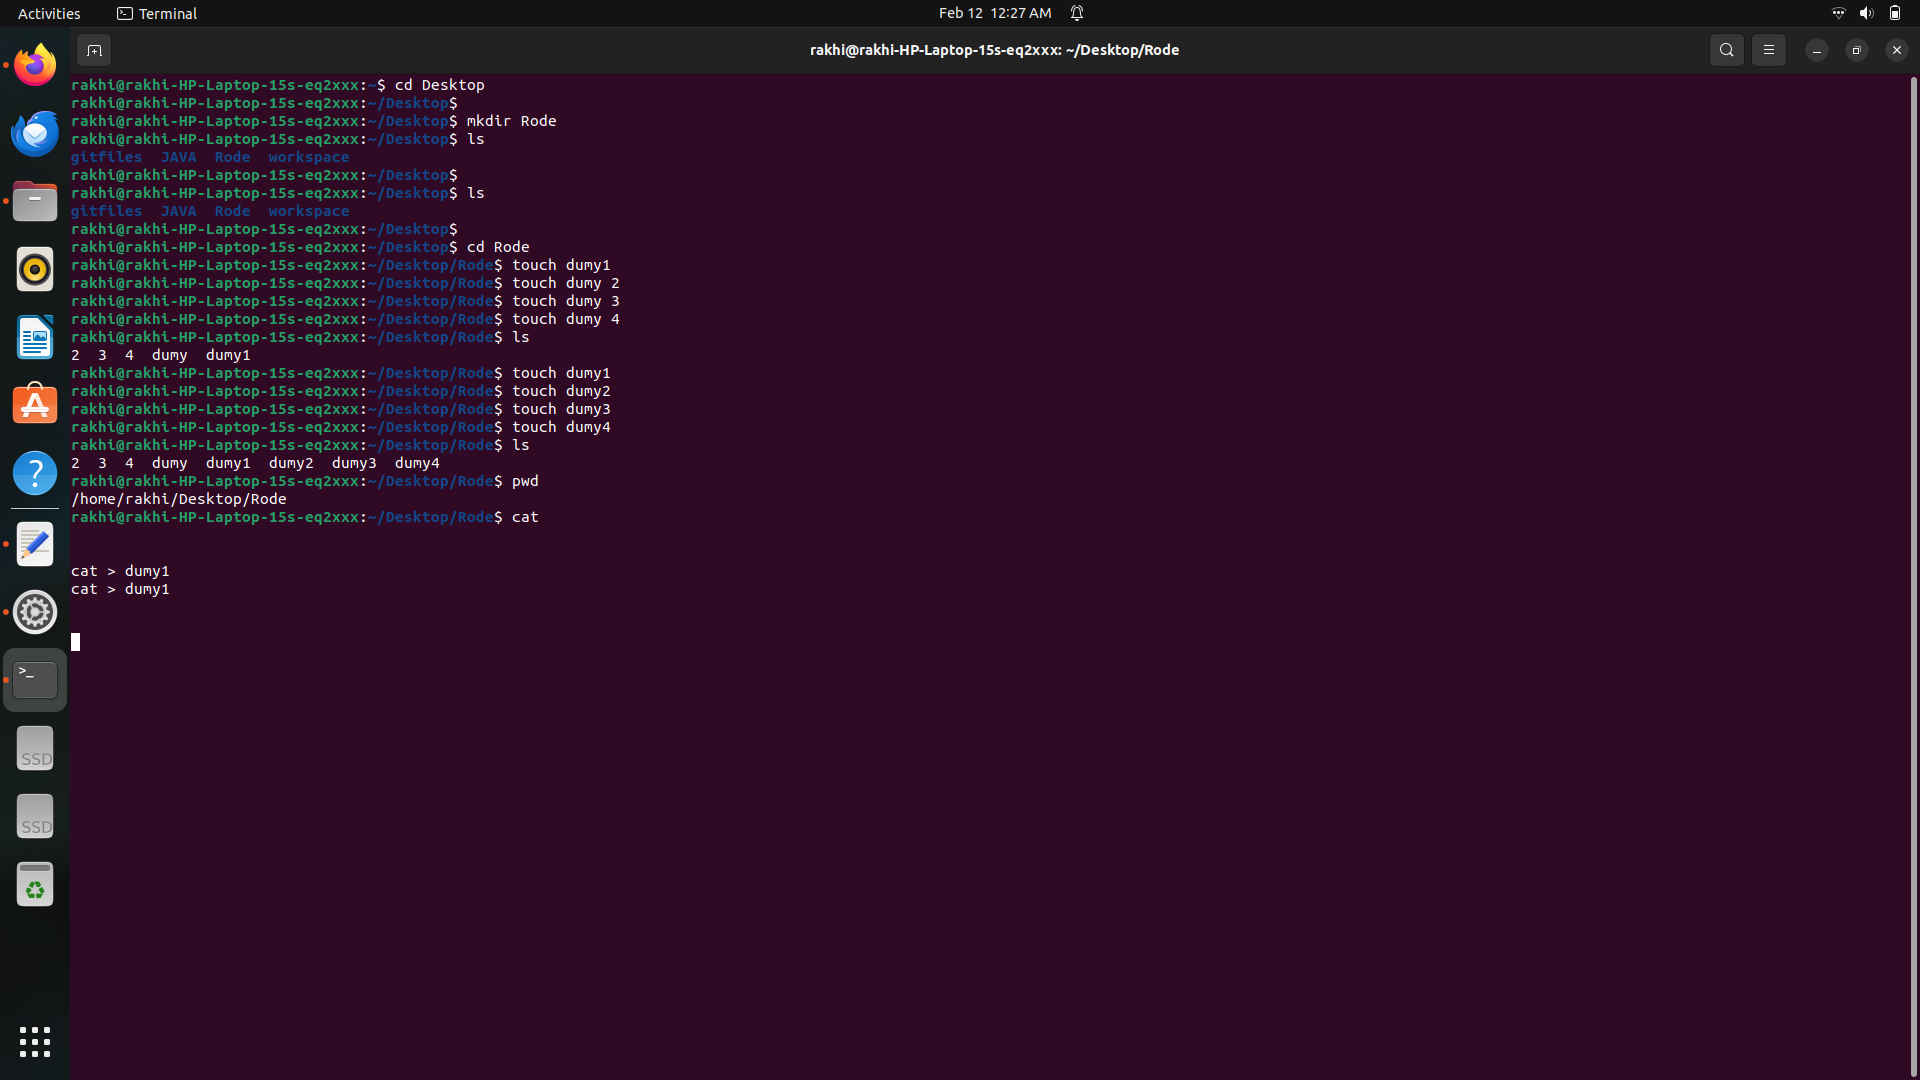 Activities Terminal Feb 12 12:27 AM
rakhi@rakhi-HP-Laptop-15s-eq2xxx: ~/Desktop/Rode
rakhi@rakhi-HP-Laptop-15s-eq2xxx:~$ cd Desktop
rakhi@rakhi-HP-Laptop-15s-eq2xxx:~/Desktop$
rakhi@rakhi-HP-Laptop-15s-eq2xxx:~/Desktop$ mkdir Rode
rakhi@rakhi-HP-Laptop-15s-eq2xxx:~/Desktop$ ls
gitfiles  JAVA  Rode  workspace
rakhi@rakhi-HP-Laptop-15s-eq2xxx:~/Desktop$
rakhi@rakhi-HP-Laptop-15s-eq2xxx:~/Desktop$ ls
gitfiles  JAVA  Rode  workspace
rakhi@rakhi-HP-Laptop-15s-eq2xxx:~/Desktop$
rakhi@rakhi-HP-Laptop-15s-eq2xxx:~/Desktop$ cd Rode
rakhi@rakhi-HP-Laptop-15s-eq2xxx:~/Desktop/Rode$ touch dumy1
rakhi@rakhi-HP-Laptop-15s-eq2xxx:~/Desktop/Rode$ touch dumy 2
rakhi@rakhi-HP-Laptop-15s-eq2xxx:~/Desktop/Rode$ touch dumy 3
rakhi@rakhi-HP-Laptop-15s-eq2xxx:~/Desktop/Rode$ touch dumy 4
rakhi@rakhi-HP-Laptop-15s-eq2xxx:~/Desktop/Rode$ ls
2  3  4  dumy  dumy1
rakhi@rakhi-HP-Laptop-15s-eq2xxx:~/Desktop/Rode$ touch dumy1
rakhi@rakhi-HP-Laptop-15s-eq2xxx:~/Desktop/Rode$ touch dumy2
rakhi@rakhi-HP-Laptop-15s-eq2xxx:~/Desktop/Rode$ touch dumy3
rakhi@rakhi-HP-Laptop-15s-eq2xxx:~/Desktop/Rode$ touch dumy4
rakhi@rakhi-HP-Laptop-15s-eq2xxx:~/Desktop/Rode$ ls
2  3  4  dumy  dumy1  dumy2  dumy3  dumy4
rakhi@rakhi-HP-Laptop-15s-eq2xxx:~/Desktop/Rode$ pwd
/home/rakhi/Desktop/Rode
rakhi@rakhi-HP-Laptop-15s-eq2xxx:~/Desktop/Rode$ cat
cat > dumy1
cat > dumy1
SSD
SSD